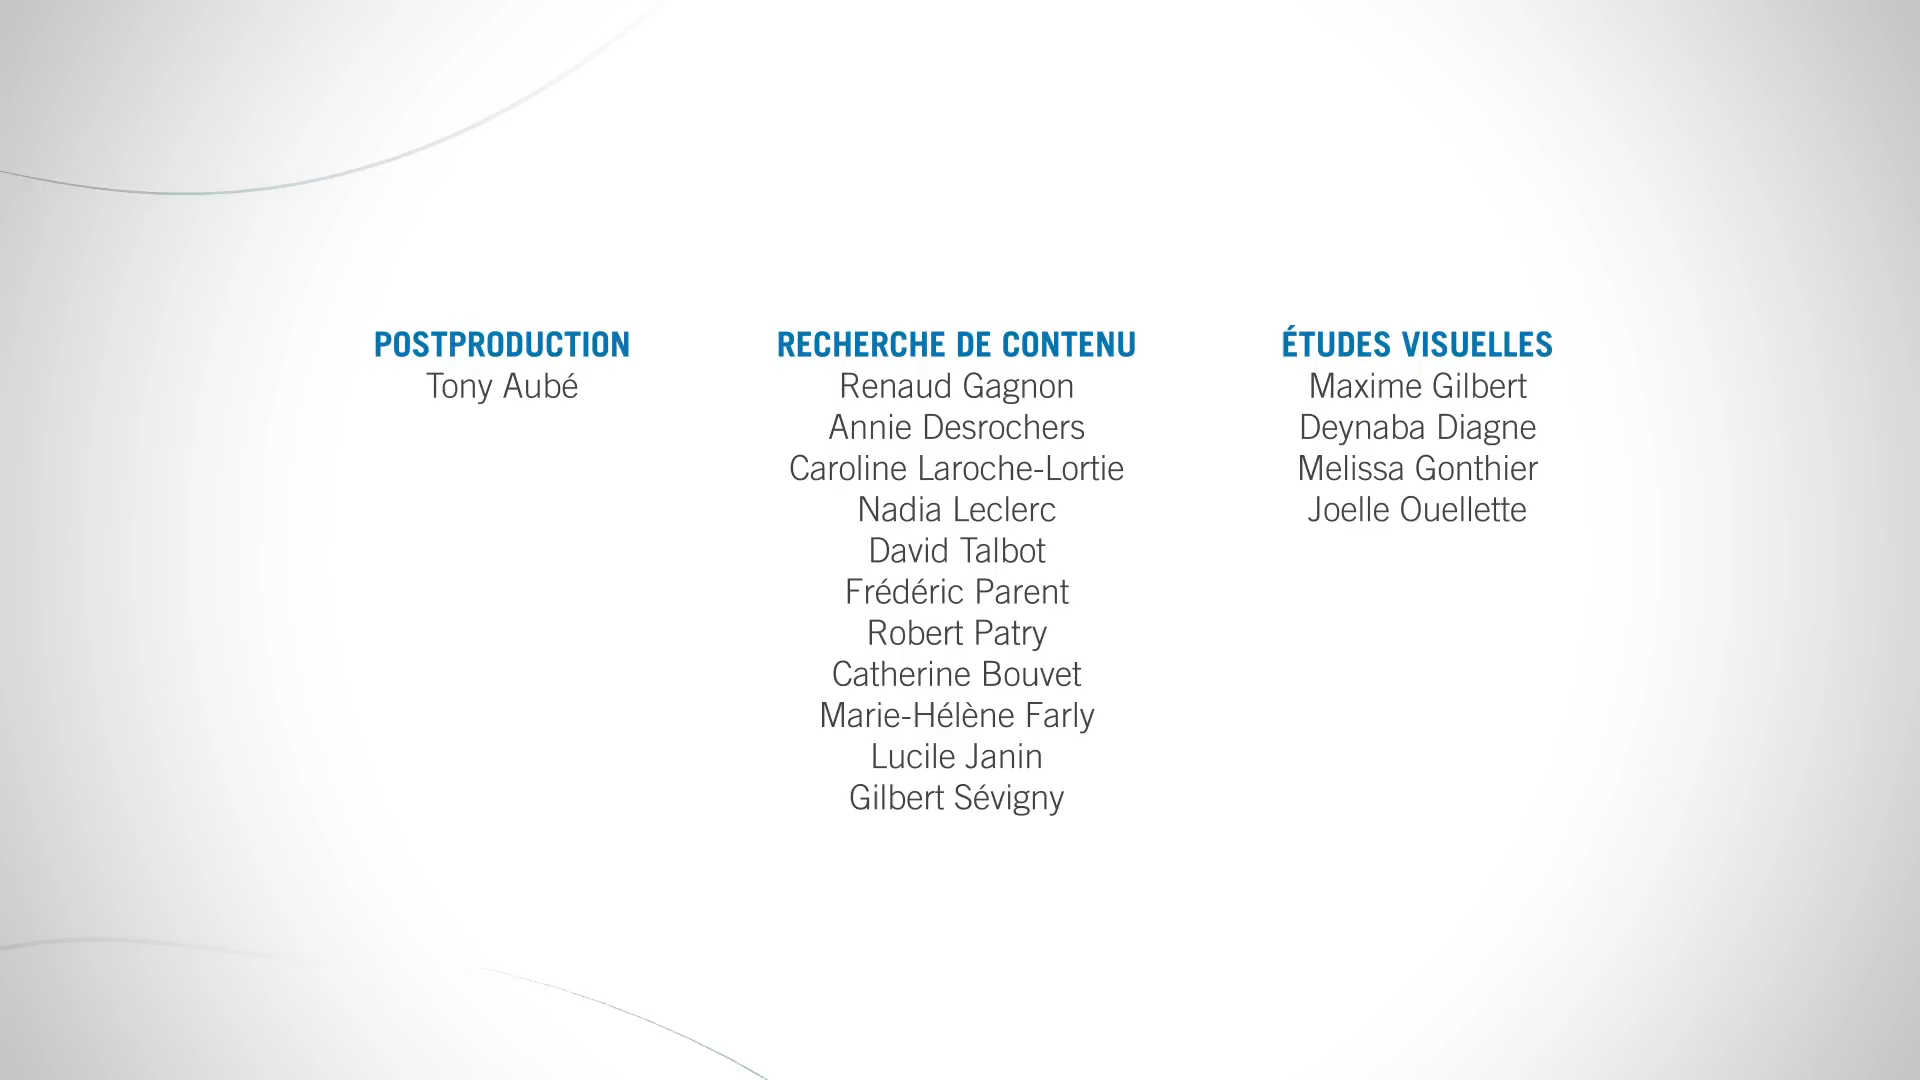 POSTPRODUCTION
Tony Aubé
RECHERCHE DE CONTENU
Renaud Gagnon
Annie Desrochers
Caroline Laroche-Lortie
Nadia Leclerc
David Talbot
Frédéric Parent
Robert Patry
Catherine Bouvet
Marie-Hélène Farly
Lucile Janin
Gilbert Sévigny
ÉTUDES VISUELLES
Maxime Gilbert
Deynaba Diagne
Melissa Gonthier
Joelle Ouellette